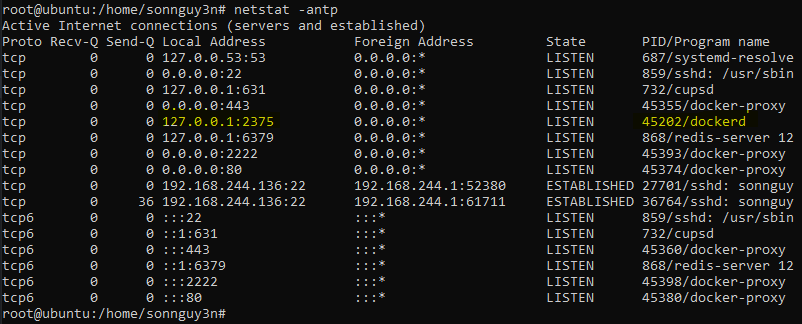 root@ubuntu:/home/sonnguy3n# netstat -antp
Active Internet connections (servers and established)
Proto Recv-Q Send-Q Local Address           Foreign Address         State       PID/Program name
tcp        0      0 127.0.0.53:53           0.0.0.0:*               LISTEN      687/systemd-resolve
tcp        0      0 0.0.0.0:22              0.0.0.0:*               LISTEN      859/sshd: /usr/sbin
tcp        0      0 127.0.0.1:631           0.0.0.0:*               LISTEN      732/cupsd
tcp        0      0 0.0.0.0:443             0.0.0.0:*               LISTEN      45355/docker-proxy
tcp        0      0 127.0.0.1:2375          0.0.0.0:*               LISTEN      45202/dockerd
tcp        0      0 127.0.0.1:6379          0.0.0.0:*               LISTEN      868/redis-server 12
tcp        0      0 0.0.0.0:2222            0.0.0.0:*               LISTEN      45393/docker-proxy
tcp        0      0 0.0.0.0:80              0.0.0.0:*               LISTEN      45374/docker-proxy
tcp        0      0 192.168.244.136:22      192.168.244.1:52380     ESTABLISHED 27701/sshd: sonnguy
tcp        0     36 192.168.244.136:22      192.168.244.1:61711     ESTABLISHED 36764/sshd: sonnguy
tcp6       0      0 :::22                   :::*                    LISTEN      859/sshd: /usr/sbin
tcp6       0      0 ::1:631                 :::*                    LISTEN      732/cupsd
tcp6       0      0 :::443                  :::*                    LISTEN      45360/docker-proxy
tcp6       0      0 ::1:6379                :::*                    LISTEN      868/redis-server 12
tcp6       0      0 :::2222                 :::*                    LISTEN      45398/docker-proxy
tcp6       0      0 :::80                   :::*                    LISTEN      45380/docker-proxy
root@ubuntu:/home/sonnguy3n#